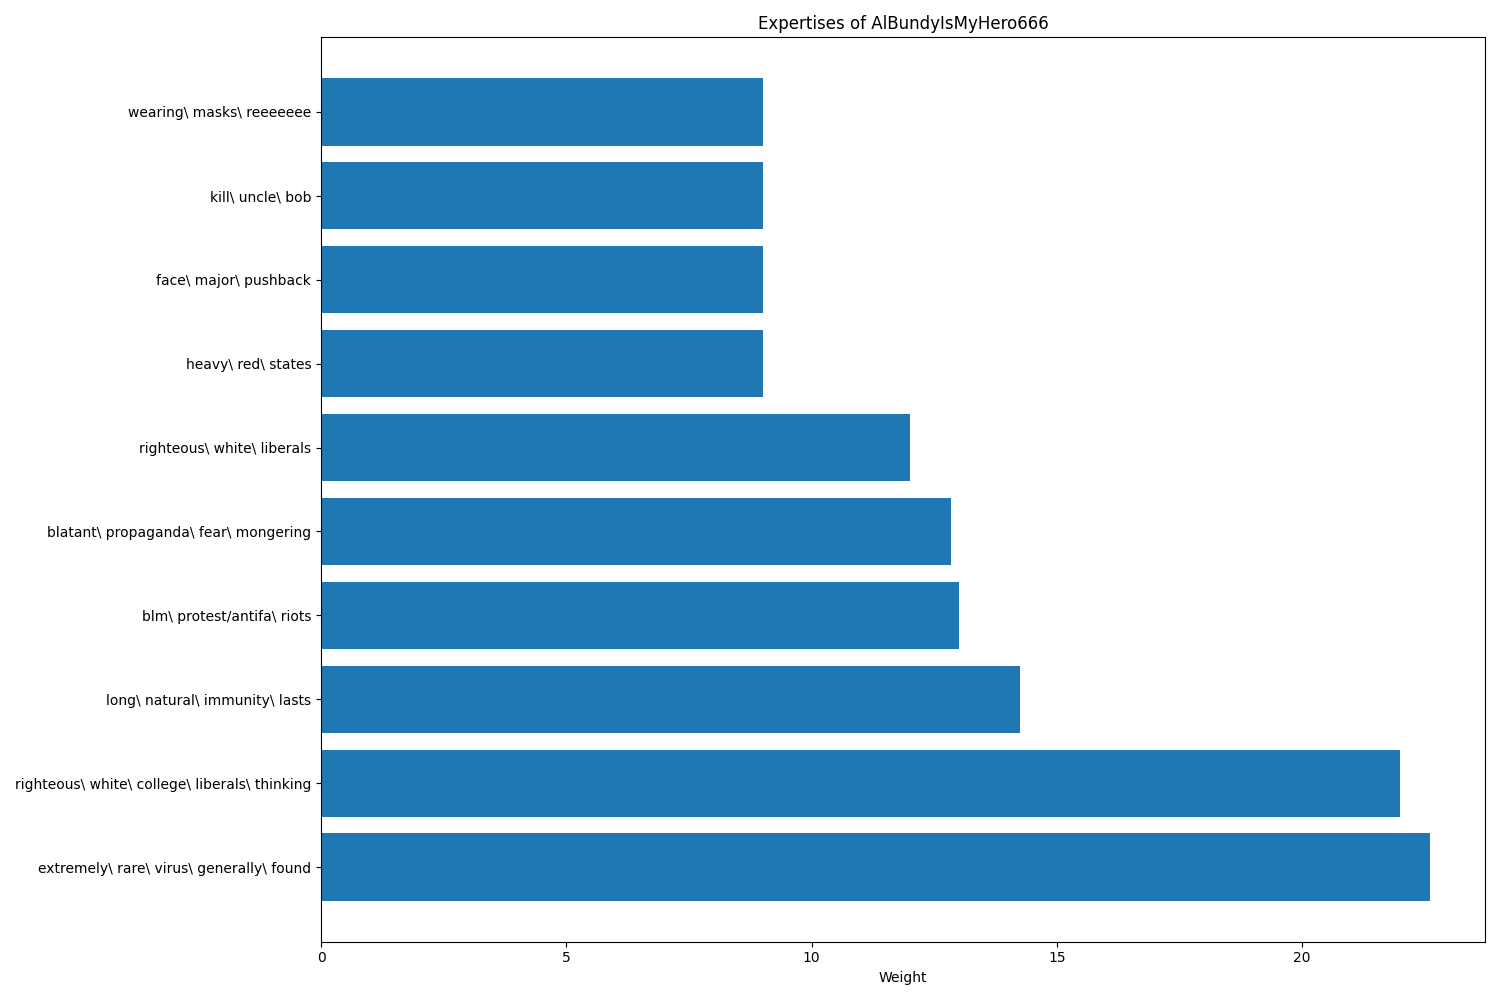 Expertises of AlBundyIsMyHero666
wearing\ masks\ reeeeeee
kill\ uncle\ bob
face\ major\ pushback
heavy\ red\ states
righteous\ white\ liberals
blatant\ propaganda\ fear\ mongering
blm\ protest/antifa\ riots
long\ natural\ immunity\ lasts
righteous\ white\ college\ liberals\ thinking
extremely\ rare\ virus\ generally\ found
0 5 10 15 20
Weight